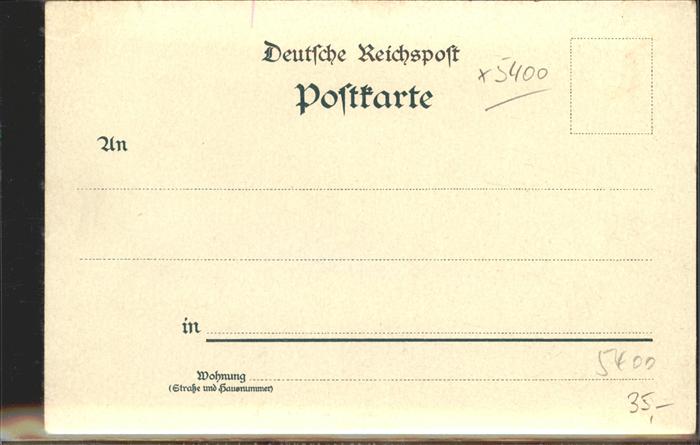 Deutsche Reichspost
x5400
Postkarte
An
in
Wohnung
(Straße und Hausnummer)
5400
35,–